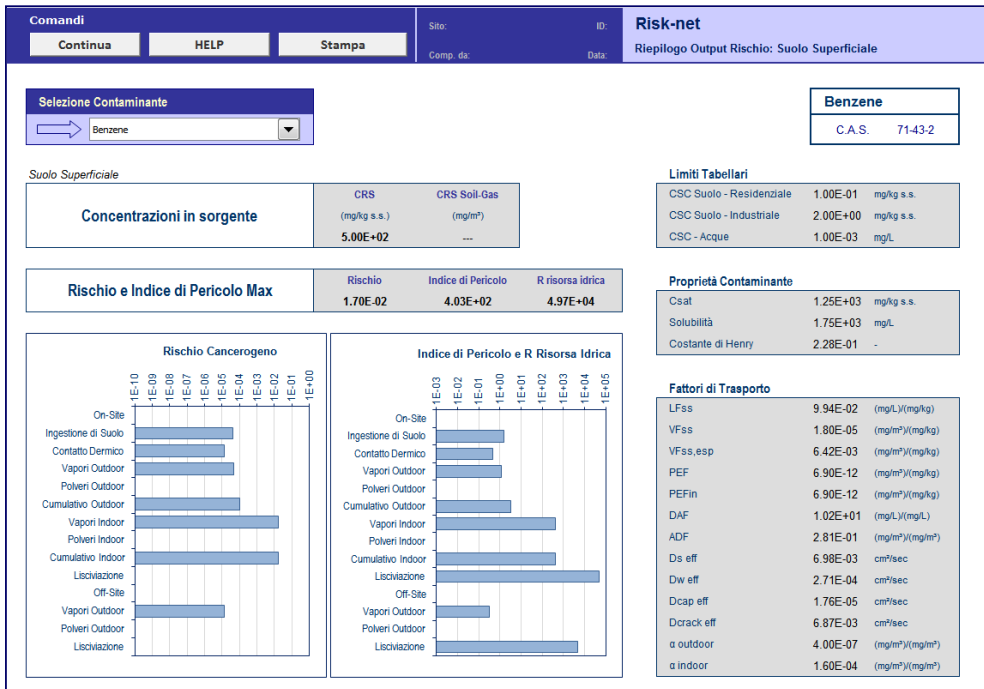 Comandi
Continua
HELP
Stampa
Sito:
ID:
Comp. da:
Data:
Risk-net
Riepilogo Output Rischio: Suolo Superficiale
Selezione Contaminante
Benzene
Benzene
C.A.S. 71-43-2
Suolo Superficiale
Concentrazioni in sorgente
CRS CRS Soil-Gas
(mg/kg s.s.) (mg/m³)
5.00E+02 ---
Rischio e Indice di Pericolo Max
Rischio Indice di Pericolo R risorsa idrica
1.70E-02 4.03E+02 4.97E+04
Rischio Cancerogeno
1E-10 1E-09 1E-08 1E-07 1E-06 1E-05 1E-04 1E-03 1E-02 1E-01 1E+00
On-Site
Ingestione di Suolo
Contatto Dermico
Vapori Outdoor
Polveri Outdoor
Cumulativo Outdoor
Vapori Indoor
Polveri Indoor
Cumulativo Indoor
Lisciviazione
Off-Site
Vapori Outdoor
Polveri Outdoor
Lisciviazione
Indice di Pericolo e R Risorsa Idrica
1E-03 1E-02 1E-01 1E+00 1E+01 1E+02 1E+03 1E+04 1E+05
On-Site
Ingestione di Suolo
Contatto Dermico
Vapori Outdoor
Polveri Outdoor
Cumulativo Outdoor
Vapori Indoor
Polveri Indoor
Cumulativo Indoor
Lisciviazione
Off-Site
Vapori Outdoor
Polveri Outdoor
Lisciviazione
Limiti Tabellari
CSC Suolo - Residenziale 1.00E-01 mg/kg s.s.
CSC Suolo - Industriale 2.00E+00 mg/kg s.s.
CSC - Acque 1.00E-03 mg/L
Proprietà Contaminante
Csat 1.25E+03 mg/kg s.s.
Solubilità 1.75E+03 mg/L
Costante di Henry 2.28E-01 -
Fattori di Trasporto
LFss 9.94E-02 (mg/L)/(mg/kg)
VFss 1.80E-05 (mg/m³)/(mg/kg)
VFss,esp 6.42E-03 (mg/m³)/(mg/kg)
PEF 6.90E-12 (mg/m³)/(mg/kg)
PEFin 6.90E-12 (mg/m³)/(mg/kg)
DAF 1.02E+01 (mg/L)/(mg/L)
ADF 2.81E-01 (mg/m³)/(mg/m³)
Ds eff 6.98E-03 cm²/sec
Dw eff 2.71E-04 cm²/sec
Dcap eff 1.76E-05 cm²/sec
Dcrack eff 6.87E-03 cm²/sec
α outdoor 4.00E-07 (mg/m³)/(mg/m³)
α indoor 1.60E-04 (mg/m³)/(mg/m³)